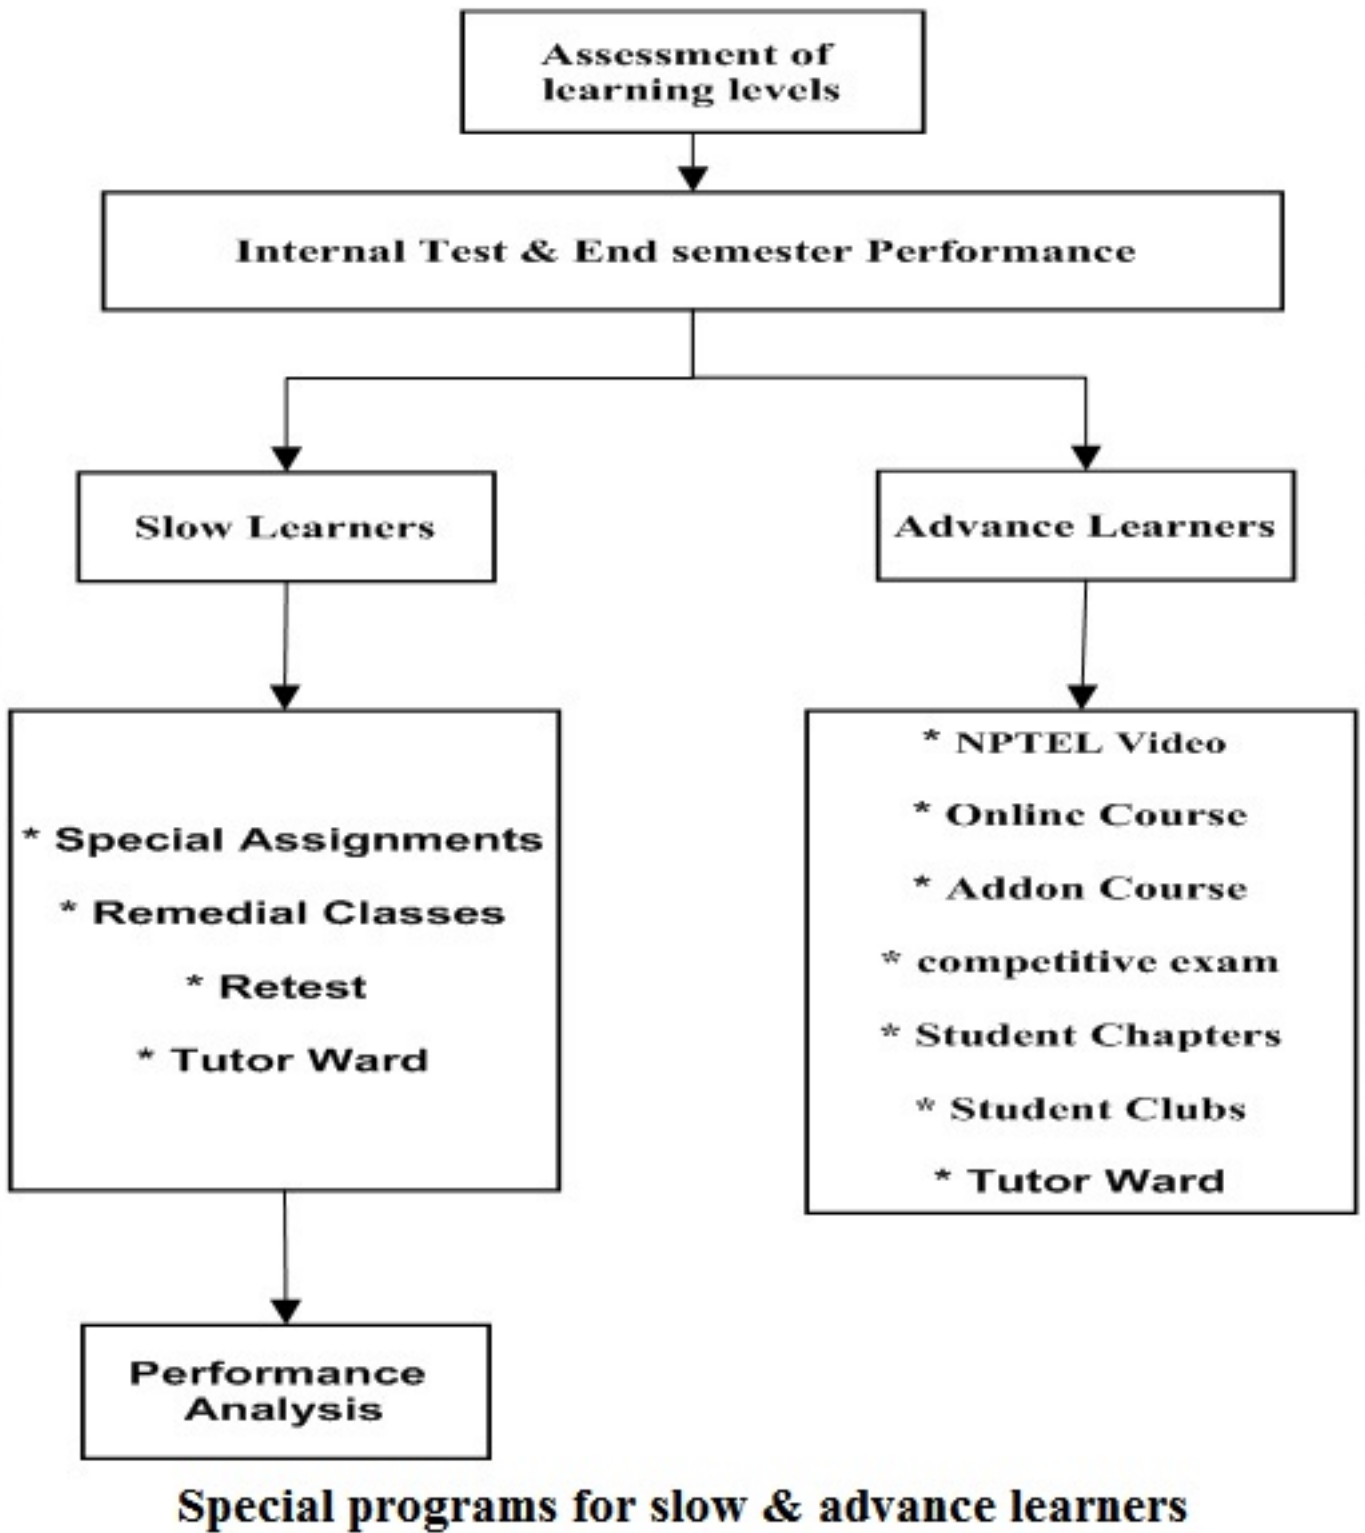 Assessment of
learning levels
Internal Test & End semester Performance
Slow Learners
Advance Learners
* Special Assignments
* Remedial Classes
* Retest
* Tutor Ward
* NPTEL Video
* Online Course
* Addon Course
* competitive exam
* Student Chapters
* Student Clubs
* Tutor Ward
Performance
Analysis
Special programs for slow & advance learners